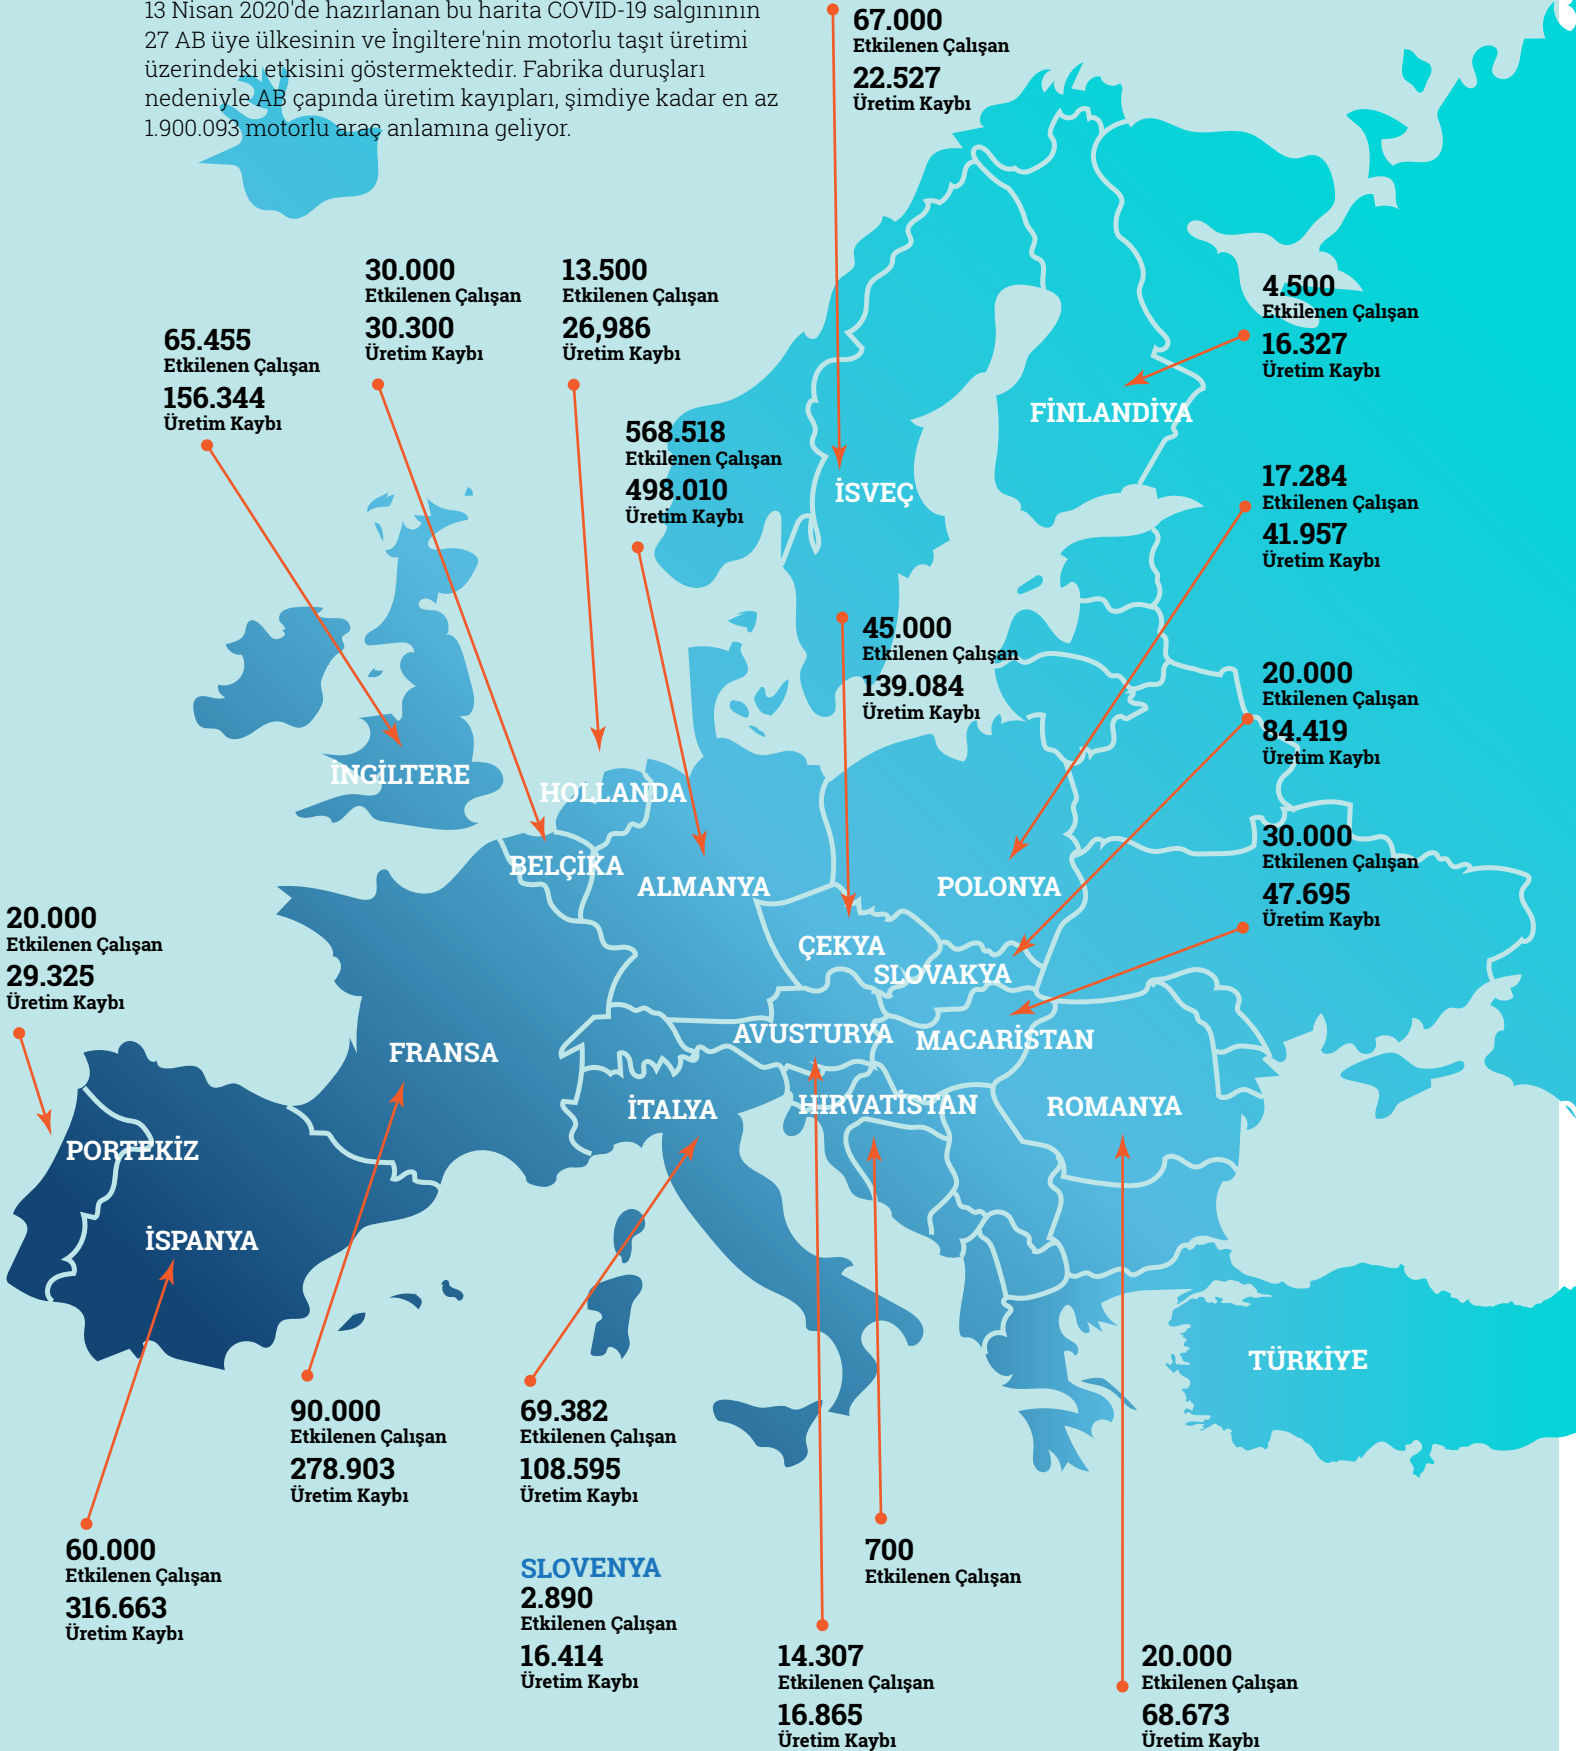 13 Nisan 2020'de hazırlanan bu harita COVID-19 salgınının
27 AB üye ülkesinin ve İngiltere'nin motorlu taşıt üretimi
üzerindeki etkisini göstermektedir. Fabrika duruşları
nedeniyle AB çapında üretim kayıpları, şimdiye kadar en az
1.900.093 motorlu araç anlamına geliyor.
67.000
Etkilenen Çalışan
22.527
Üretim Kaybı
30.000
Etkilenen Çalışan
30.300
Üretim Kaybı
13.500
Etkilenen Çalışan
26,986
Üretim Kaybı
4.500
Etkilenen Çalışan
16.327
Üretim Kaybı
65.455
Etkilenen Çalışan
156.344
Üretim Kaybı
FİNLANDİYA
568.518
Etkilenen Çalışan
498.010
Üretim Kaybı
İSVEÇ
17.284
Etkilenen Çalışan
41.957
Üretim Kaybı
45.000
Etkilenen Çalışan
139.084
Üretim Kaybı
20.000
Etkilenen Çalışan
84.419
Üretim Kaybı
İNGİLTERE
HOLLANDA
30.000
Etkilenen Çalışan
47.695
Üretim Kaybı
BELÇİKA
ALMANYA
POLONYA
20.000
Etkilenen Çalışan
29.325
Üretim Kaybı
ÇEKYA
SLOVAKYA
AVUSTURYA
MACARİSTAN
FRANSA
İTALYA
HIRVATİSTAN
ROMANYA
PORTEKİZ
İSPANYA
TÜRKİYE
90.000
Etkilenen Çalışan
278.903
Üretim Kaybı
69.382
Etkilenen Çalışan
108.595
Üretim Kaybı
60.000
Etkilenen Çalışan
316.663
Üretim Kaybı
SLOVENYA
2.890
Etkilenen Çalışan
16.414
Üretim Kaybı
700
Etkilenen Çalışan
14.307
Etkilenen Çalışan
16.865
Üretim Kaybı
20.000
Etkilenen Çalışan
68.673
Üretim Kaybı